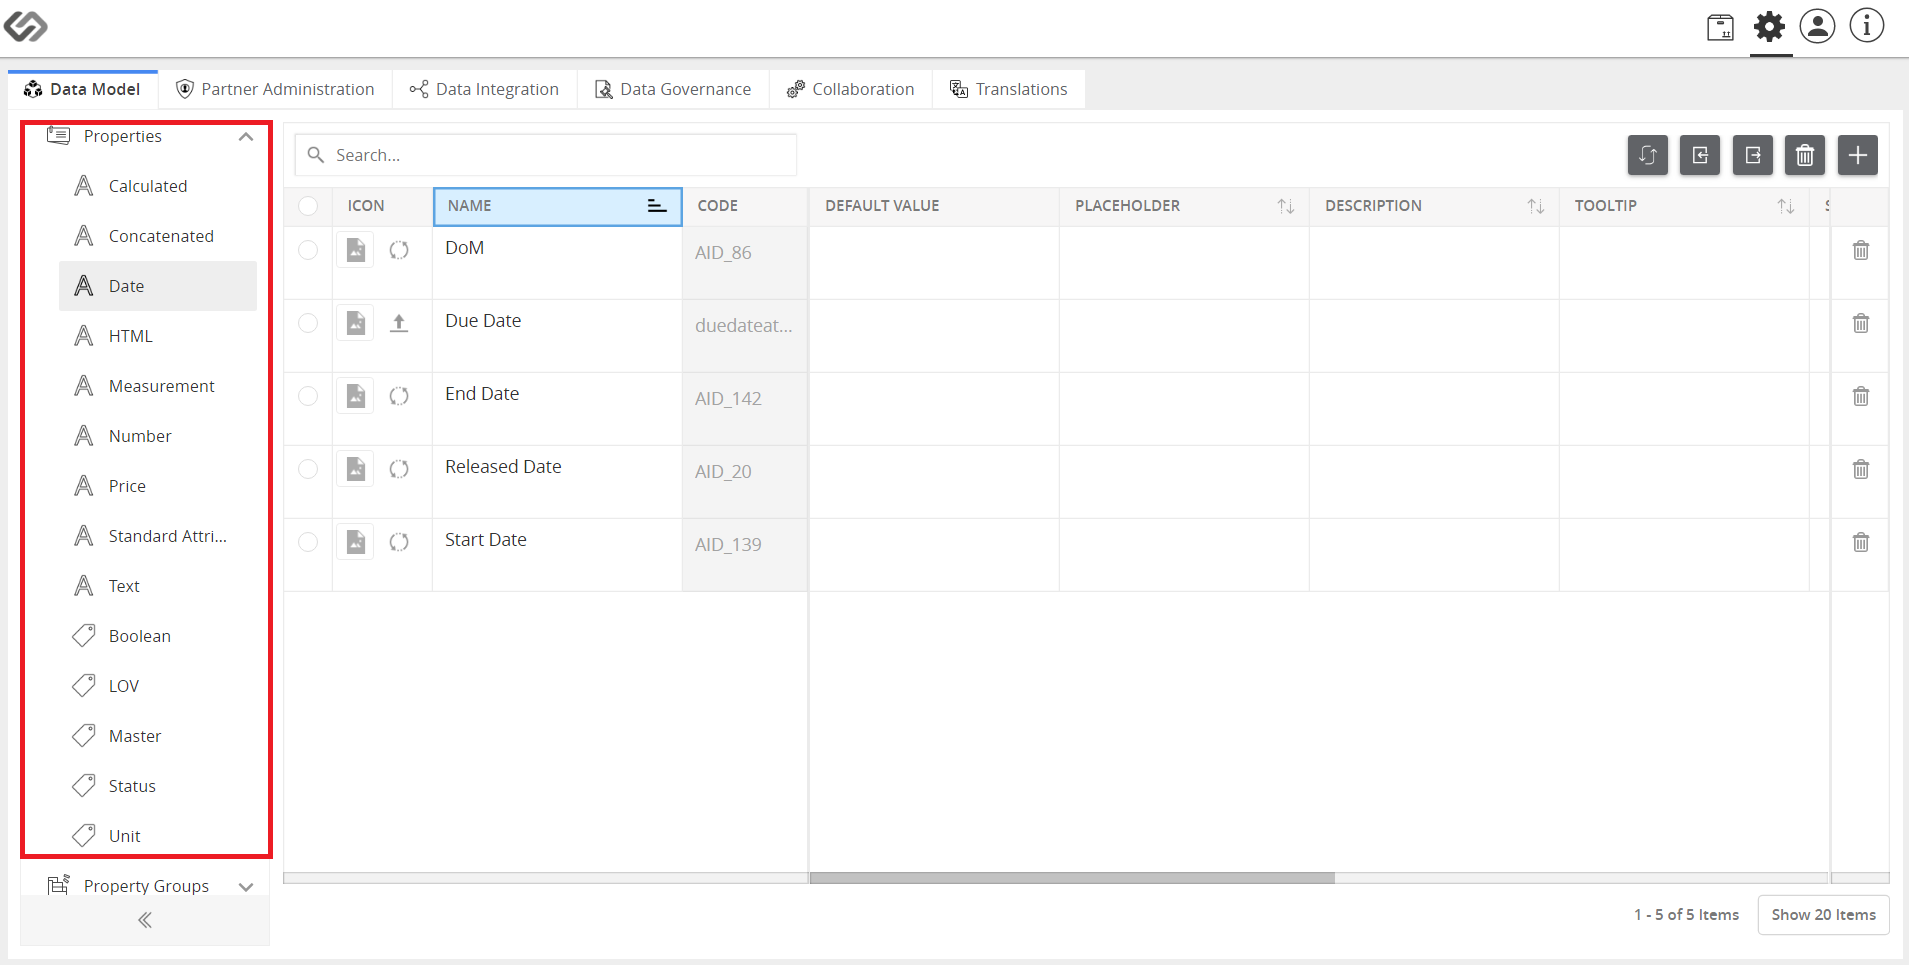 Data Model
Partner Administration
Data Integration
Data Governance
Collaboration
Translations
Properties
Calculated
Concatenated
Date
HTML
Measurement
Number
Price
Standard Attri...
Text
Boolean
LOV
Master
Status
Unit
Property Groups
Search...
ICON NAME CODE DEFAULT VALUE PLACEHOLDER DESCRIPTION TOOLTIP
DoM AID_86
Due Date duedateat...
End Date AID_142
Released Date AID_20
Start Date AID_139
1 - 5 of 5 Items
Show 20 Items